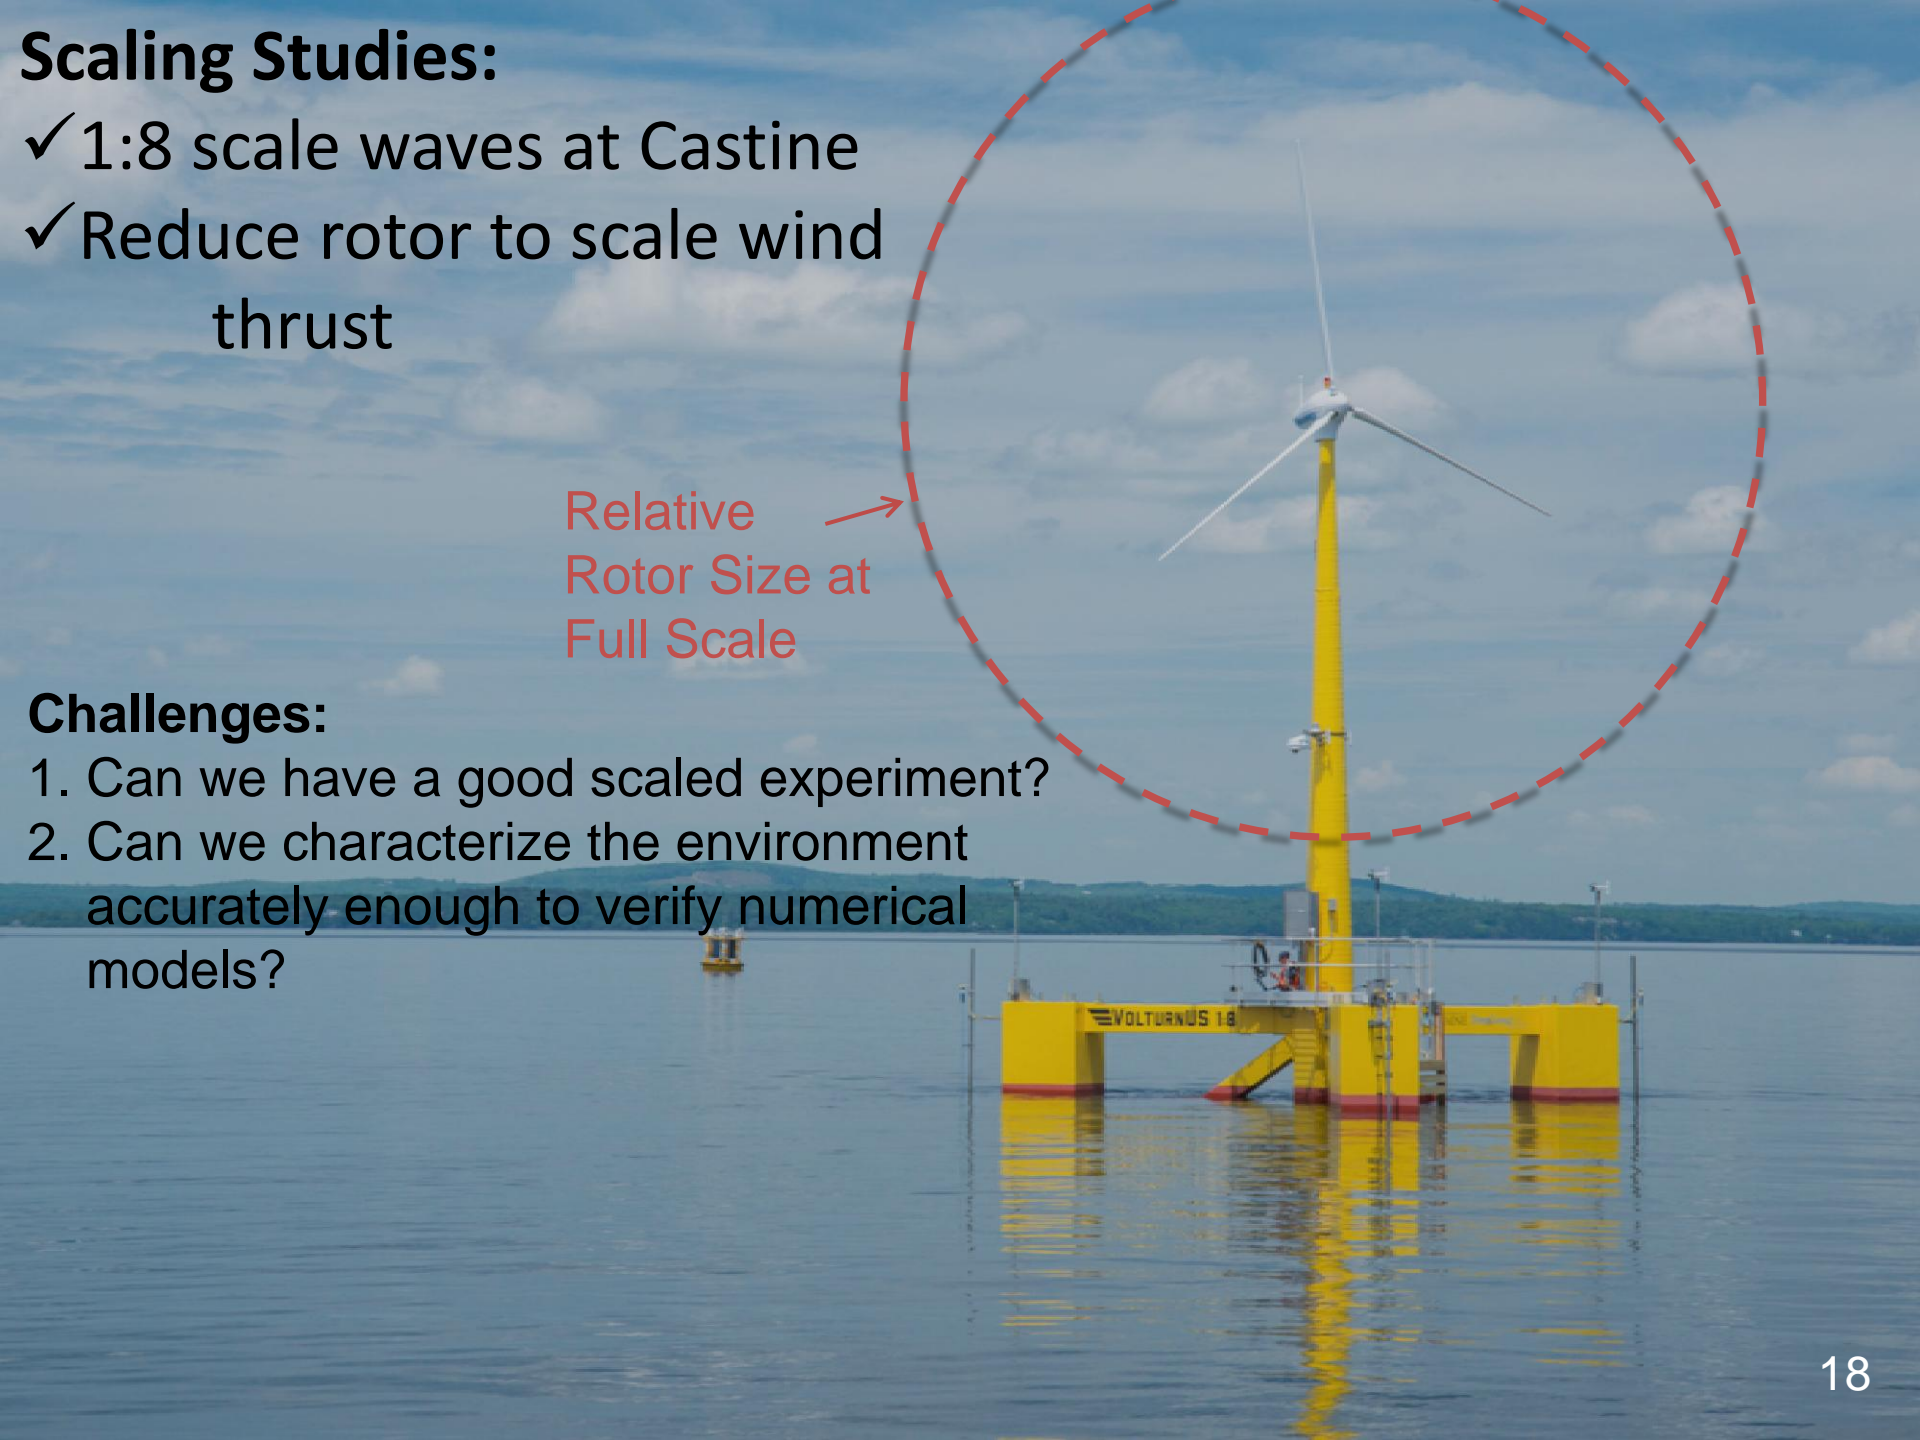 Scaling Studies:
✓1:8 scale waves at Castine
✓Reduce rotor to scale wind
thrust
Relative
Rotor Size at
Full Scale
Challenges:
1. Can we have a good scaled experiment?
2. Can we characterize the environment
accurately enough to verify numerical
models?
VOLTURNUS 1:8
18